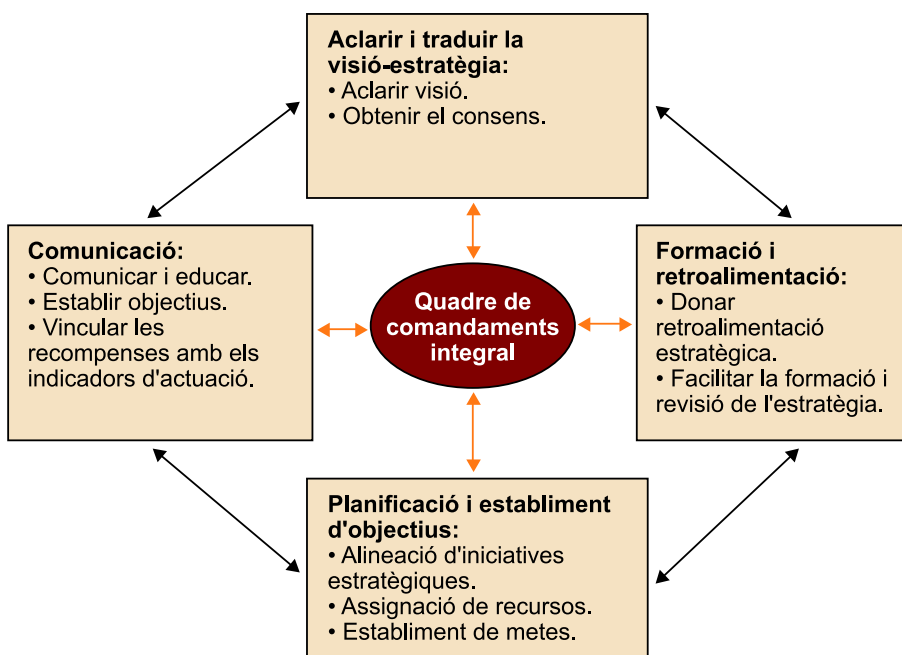 Aclarir i traduir la
visió-estratègia:
• Aclarir visió.
• Obtenir el consens.
Comunicació:
• Comunicar i educar.
• Establir objectius.
• Vincular les
recompenses amb els
indicadors d'actuació.
Quadre de
comandaments
integral
Formació i
retroalimentació:
• Donar
retroalimentació
estratègica.
• Facilitar la formació i
revisió de l'estratègia.
Planificació i establiment
d'objectius:
• Alineació d'iniciatives
estratègiques.
• Assignació de recursos.
• Establiment de metes.